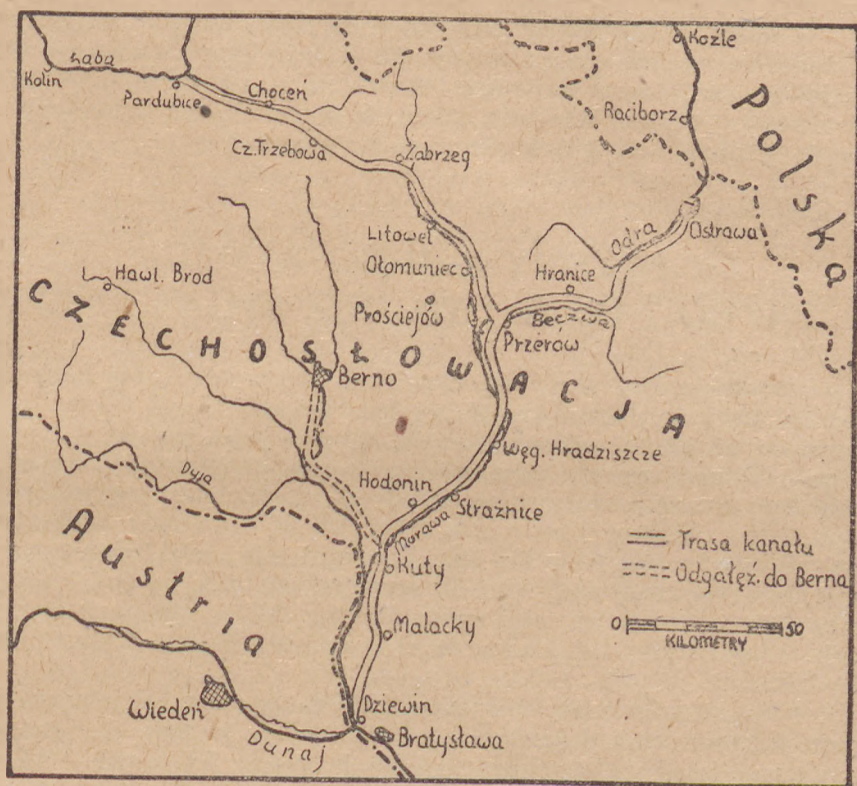 Koźle
Łaba
Kolin
Pardubice
Choceń
Racibórz
Polska
Cz. Trzebowa
Zabrzeg
Litowel
Odra
Ostrawa
Ołomuniec
Hranice
Hawl. Brod
Prościejów
Beczwa
Przerów
CZECHOSŁOWACJA
Berno
Węg. Hradziszcze
Dyja
Hodonin
Strażnice
Morawa
Austria
Kuty
Trasa kanału
Odgałęź. do Berna
Malacky
0 50
KILOMETRY
Wiedeń
Dziewin
Dunaj
Bratysława